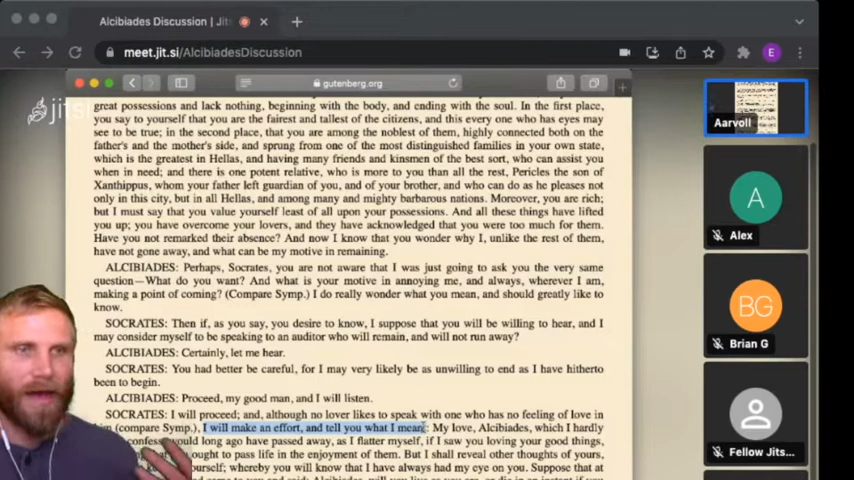 Alcibiades Discussion | Jits
meet.jit.si/AlcibiadesDiscussion
E
gutenberg.org
jitsi
great possessions and lack nothing, beginning with the body, and ending with the soul. In the first place,
you say to yourself that you are the fairest and tallest of the citizens, and this every one who has eyes may
see to be true; in the second place, that you are among the noblest of them, highly connected both on the
father's and the mother's side, and sprung from one of the most distinguished families in your own state,
which is the greatest in Hellas, and having many friends and kinsmen of the best sort, who can assist you
when in need; and there is one potent relative, who is more to you than all the rest, Pericles the son of
Xanthippus, whom your father left guardian of you, and of your brother, and who can do as he pleases not
only in this city, but in all Hellas, and among many and mighty barbarous nations. Moreover, you are rich;
but I must say that you value yourself least of all upon your possessions. And all these things have lifted
you up; you have overcome your lovers, and they have acknowledged that you were too much for them.
Have you not remarked their absence? And now I know that you wonder why I, unlike the rest of them,
have not gone away, and what can be my motive in remaining.
ALCIBIADES: Perhaps, Socrates, you are not aware that I was just going to ask you the very same
question—What do you want? And what is your motive in annoying me, and always, wherever I am,
making a point of coming? (Compare Symp.) I do really wonder what you mean, and should greatly like to
know.
SOCRATES: Then if, as you say, you desire to know, I suppose that you will be willing to hear, and I
may consider myself to be speaking to an auditor who will remain, and will not run away?
ALCIBIADES: Certainly, let me hear.
SOCRATES: You had better be careful, for I may very likely be as unwilling to end as I have hitherto
been to begin.
ALCIBIADES: Proceed, my good man, and I will listen.
SOCRATES: I will proceed; and, although no lover likes to speak with one who has no feeling of love in
(compare Symp.), I will make an effort, and tell you what I mean: My love, Alcibiades, which I hardly
confess, would long ago have passed away, as I flatter myself, if I saw you loving your good things,
ought to pass life in the enjoyment of them. But I shall reveal other thoughts of yours,
whereby you will know that I have always had my eye on you. Suppose that at
came to you and said: Alcibiades, will you live as you are, or die in an instant if you
Aarvoll
A
Alex
BG
Brian G
Fellow Jits...